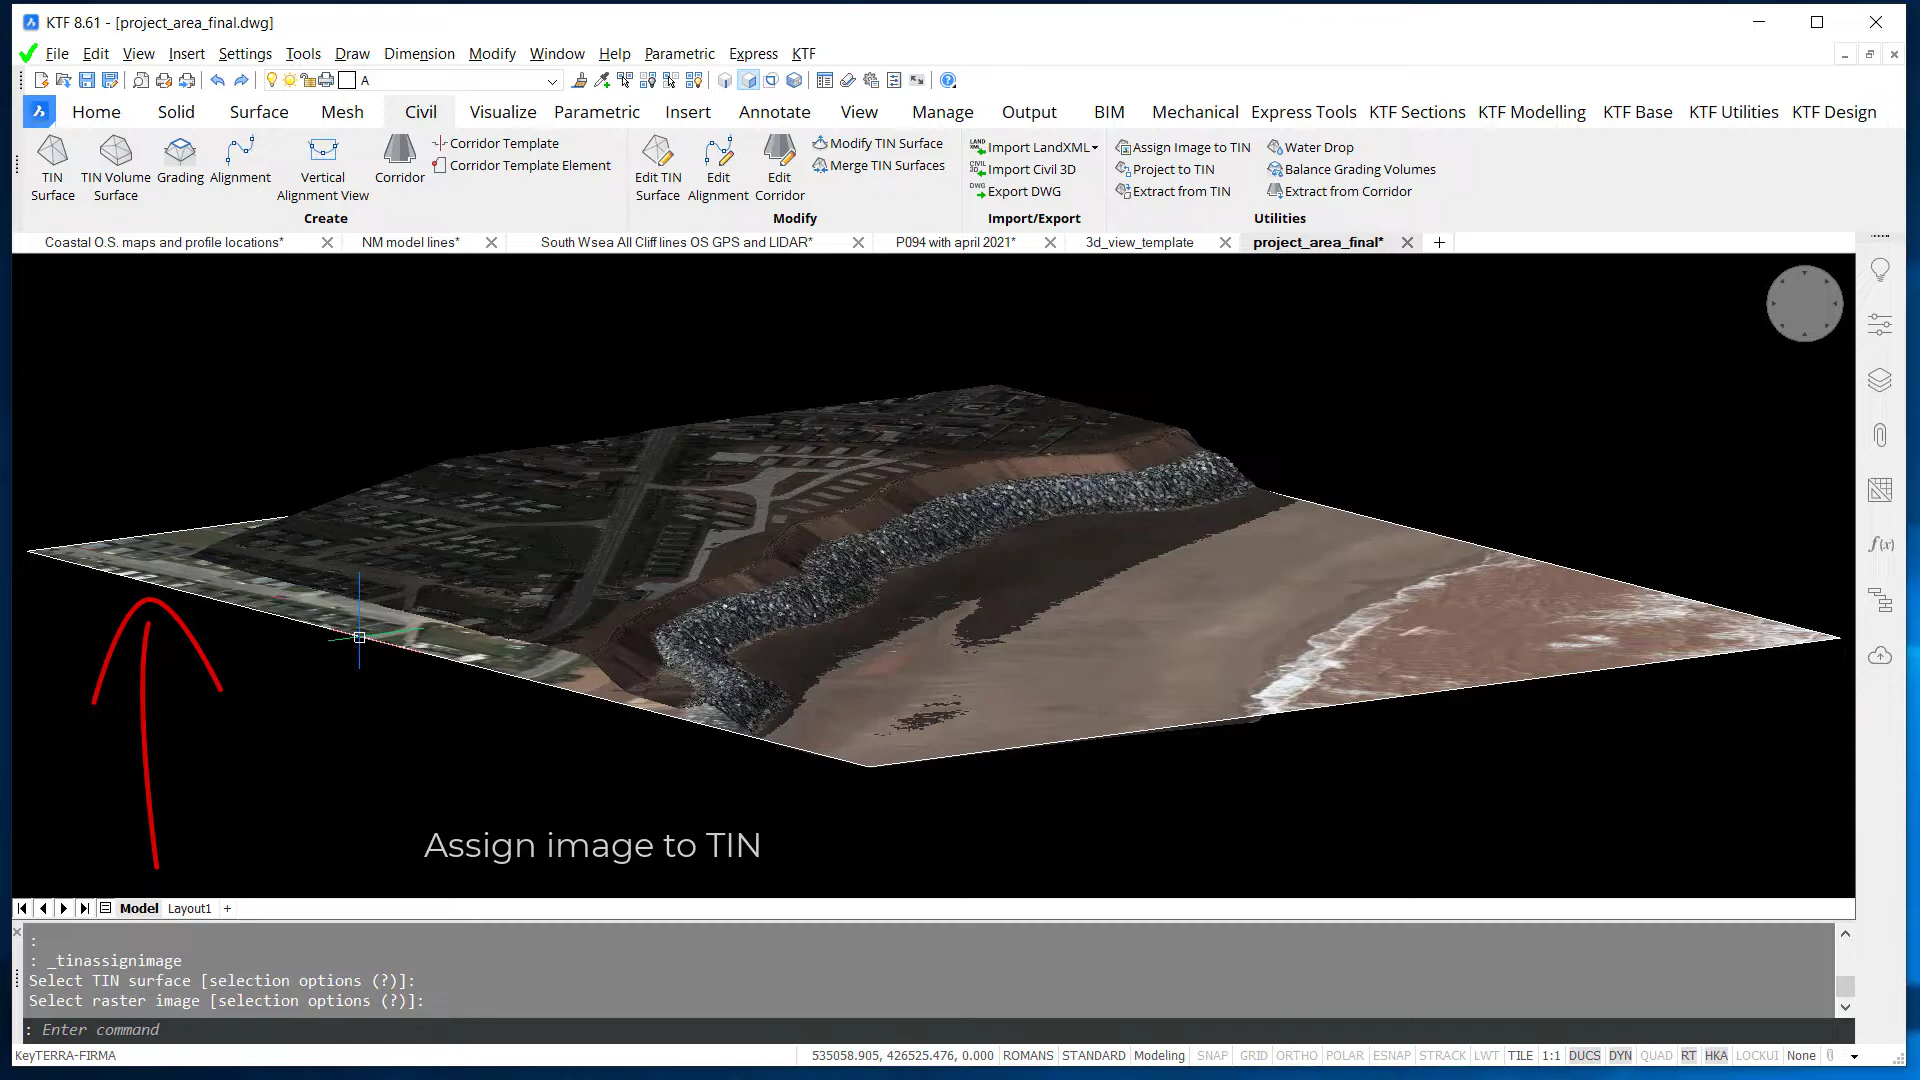 KTF 8.61 - [project_area_final.dwg]
File Edit View Insert Settings Tools Draw Dimension Modify Window Help Parametric Express KTF
A
Home Solid Surface Mesh Civil Visualize Parametric Insert Annotate View Manage Output BIM Mechanical Express Tools KTF Sections KTF Modelling KTF Base KTF Utilities KTF Design
TIN Surface
TIN Volume Surface
Grading
Alignment
Vertical Alignment View
Corridor
Corridor Template
Corridor Template Element
Create
Edit TIN Surface
Edit Alignment
Edit Corridor
Modify TIN Surface
Merge TIN Surfaces
Modify
LAND XML Import LandXML
CIVIL 3D Import Civil 3D
DWG Export DWG
Import/Export
Assign Image to TIN
Project to TIN
Extract from TIN
Water Drop
Balance Grading Volumes
Extract from Corridor
Utilities
Coastal O.S. maps and profile locations* NM model lines* South Wsea All Cliff lines OS GPS and LIDAR* P094 with april 2021* 3d_view_template project_area_final* +
f(x)
Assign image to TIN
Model Layout1 +
:
: _tinassignimage
Select TIN surface [selection options (?)]:
Select raster image [selection options (?)]:
: Enter command
KeyTERRA-FIRMA 535058.905, 426525.476, 0.000 ROMANS STANDARD Modeling SNAP GRID ORTHO POLAR ESNAP STRACK LWT TILE 1:1 DUCS DYN QUAD RT HKA LOCKUI None